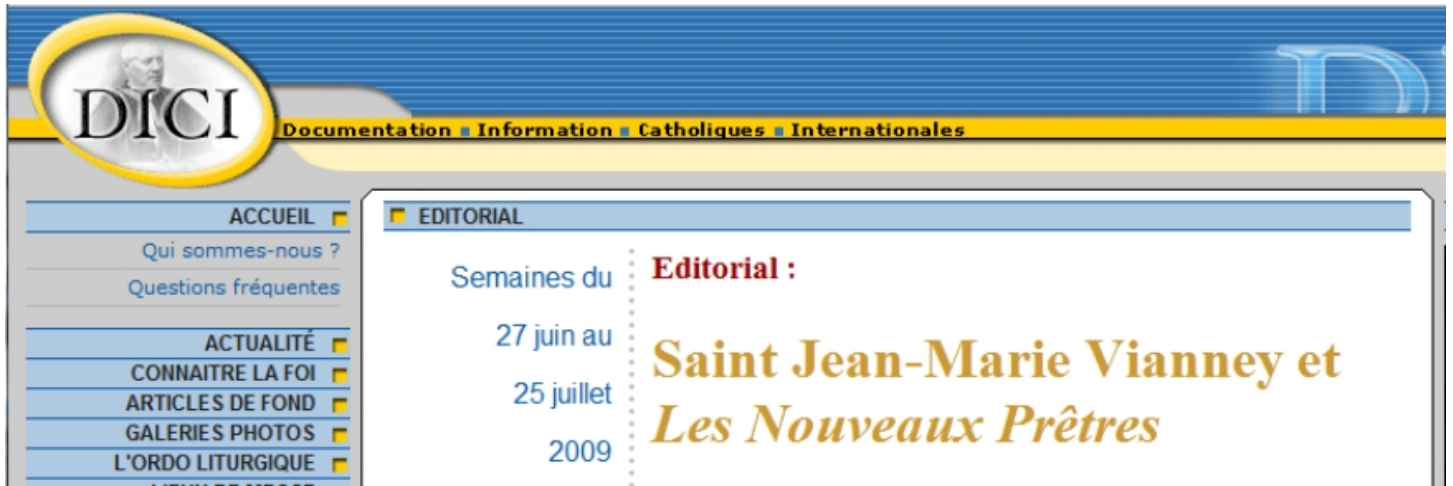 DICI
D
Documentation ▪ Information ▪ Catholiques ▪ Internationales
ACCUEIL
Qui sommes-nous ?
Questions fréquentes
ACTUALITÉ
CONNAITRE LA FOI
ARTICLES DE FOND
GALERIES PHOTOS
L'ORDO LITURGIQUE
EDITORIAL
Semaines du
27 juin au
25 juillet
2009
Editorial :
Saint Jean-Marie Vianney et
Les Nouveaux Prêtres